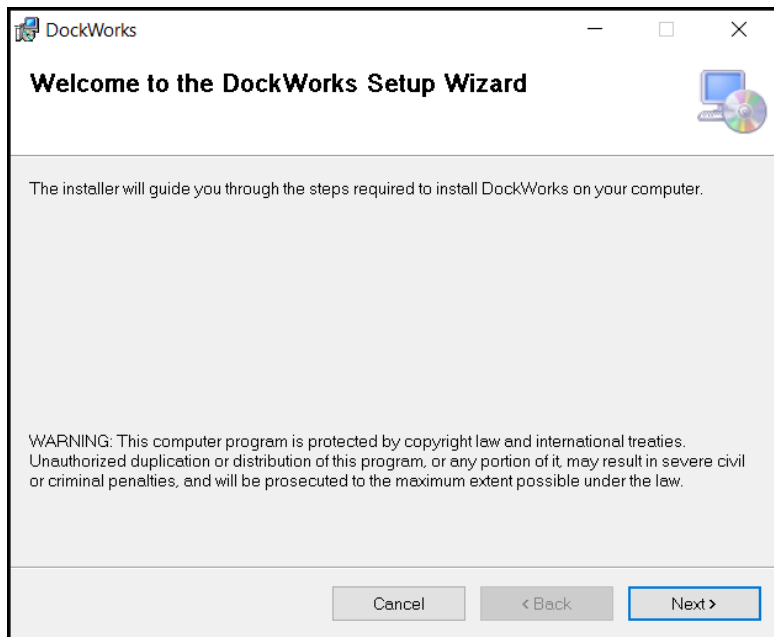 DockWorks
Welcome to the DockWorks Setup Wizard
The installer will guide you through the steps required to install DockWorks on your computer.
WARNING: This computer program is protected by copyright law and international treaties.
Unauthorized duplication or distribution of this program, or any portion of it, may result in severe civil
or criminal penalties, and will be prosecuted to the maximum extent possible under the law.
Cancel
< Back
Next >